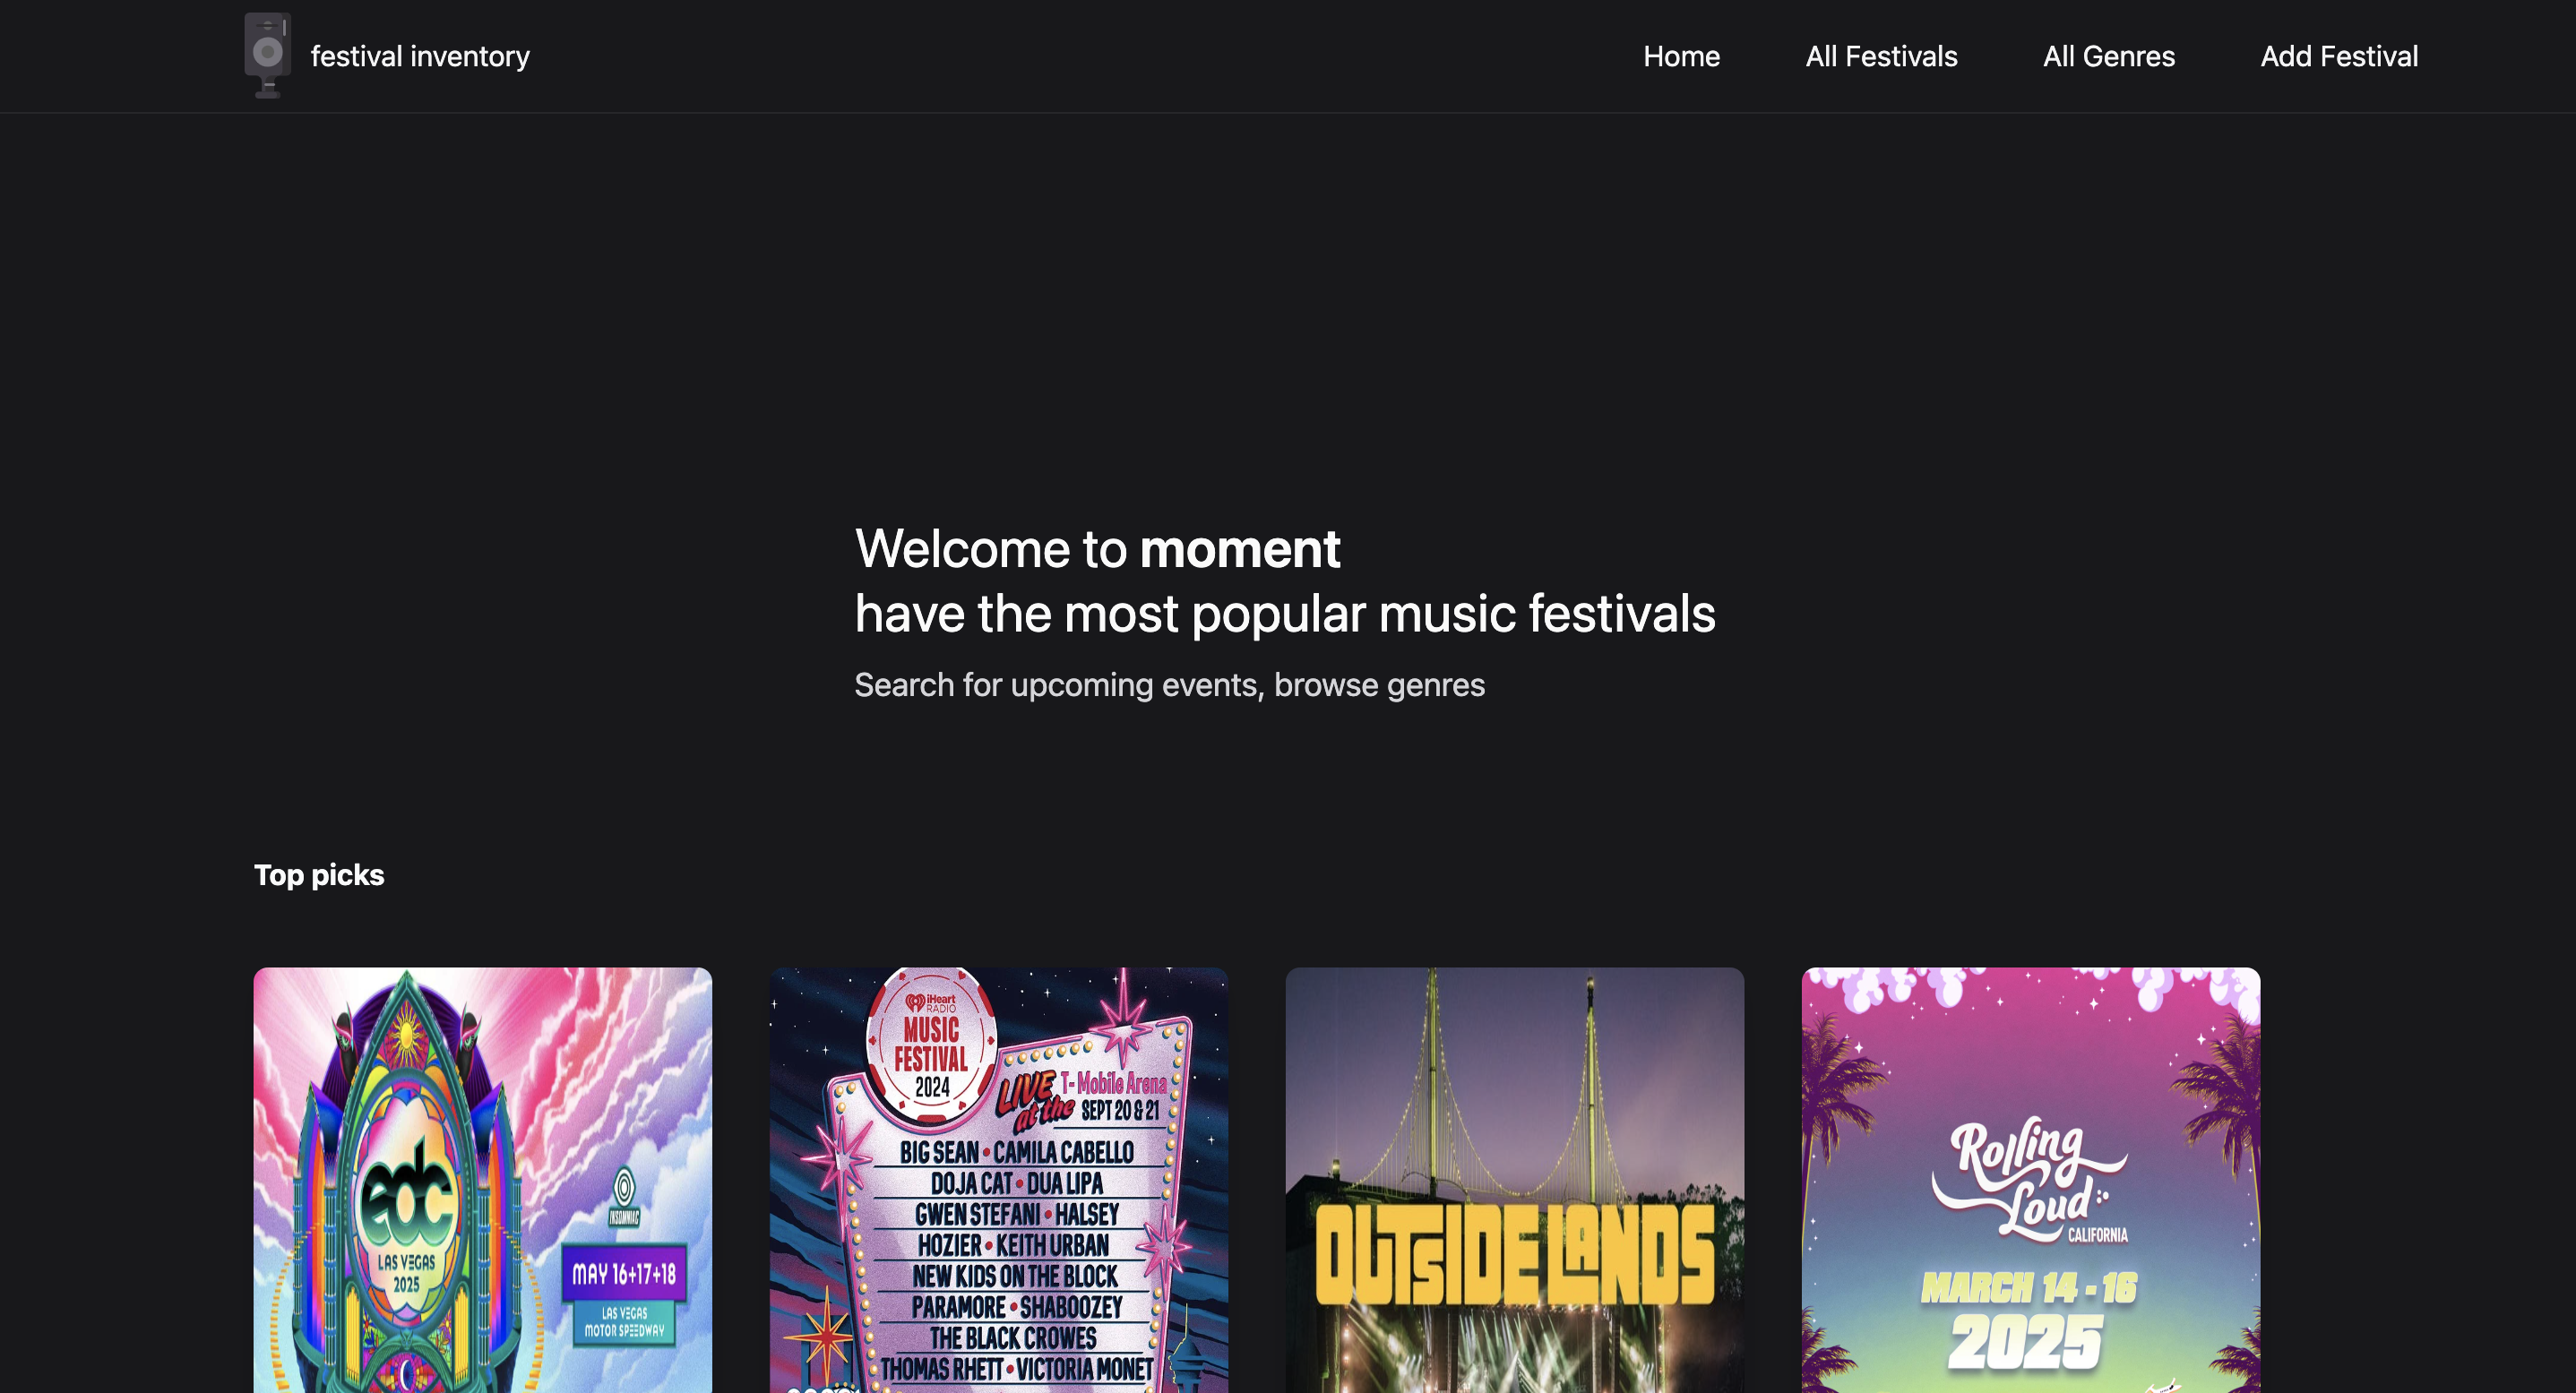 festival inventory
Home
All Festivals
All Genres
Add Festival
Welcome to moment
have the most popular music festivals
Search for upcoming events, browse genres
Top picks
edc
LAS VEGAS
2025
INSOMNIAC
MAY 16+17+18
LAS VEGAS
MOTOR SPEEDWAY
iHeart
RADIO
MUSIC
FESTIVAL
2024
LIVE
at the
T-Mobile Arena
SEPT 20 & 21
BIG SEAN • CAMILA CABELLO
DOJA CAT • DUA LIPA
GWEN STEFANI • HALSEY
HOZIER • KEITH URBAN
NEW KIDS ON THE BLOCK
PARAMORE • SHABOOZEY
THE BLACK CROWES
THOMAS RHETT • VICTORIA MONET
OUTSIDE LANDS
Rolling
Loud
CALIFORNIA
MARCH 14 - 16
2025